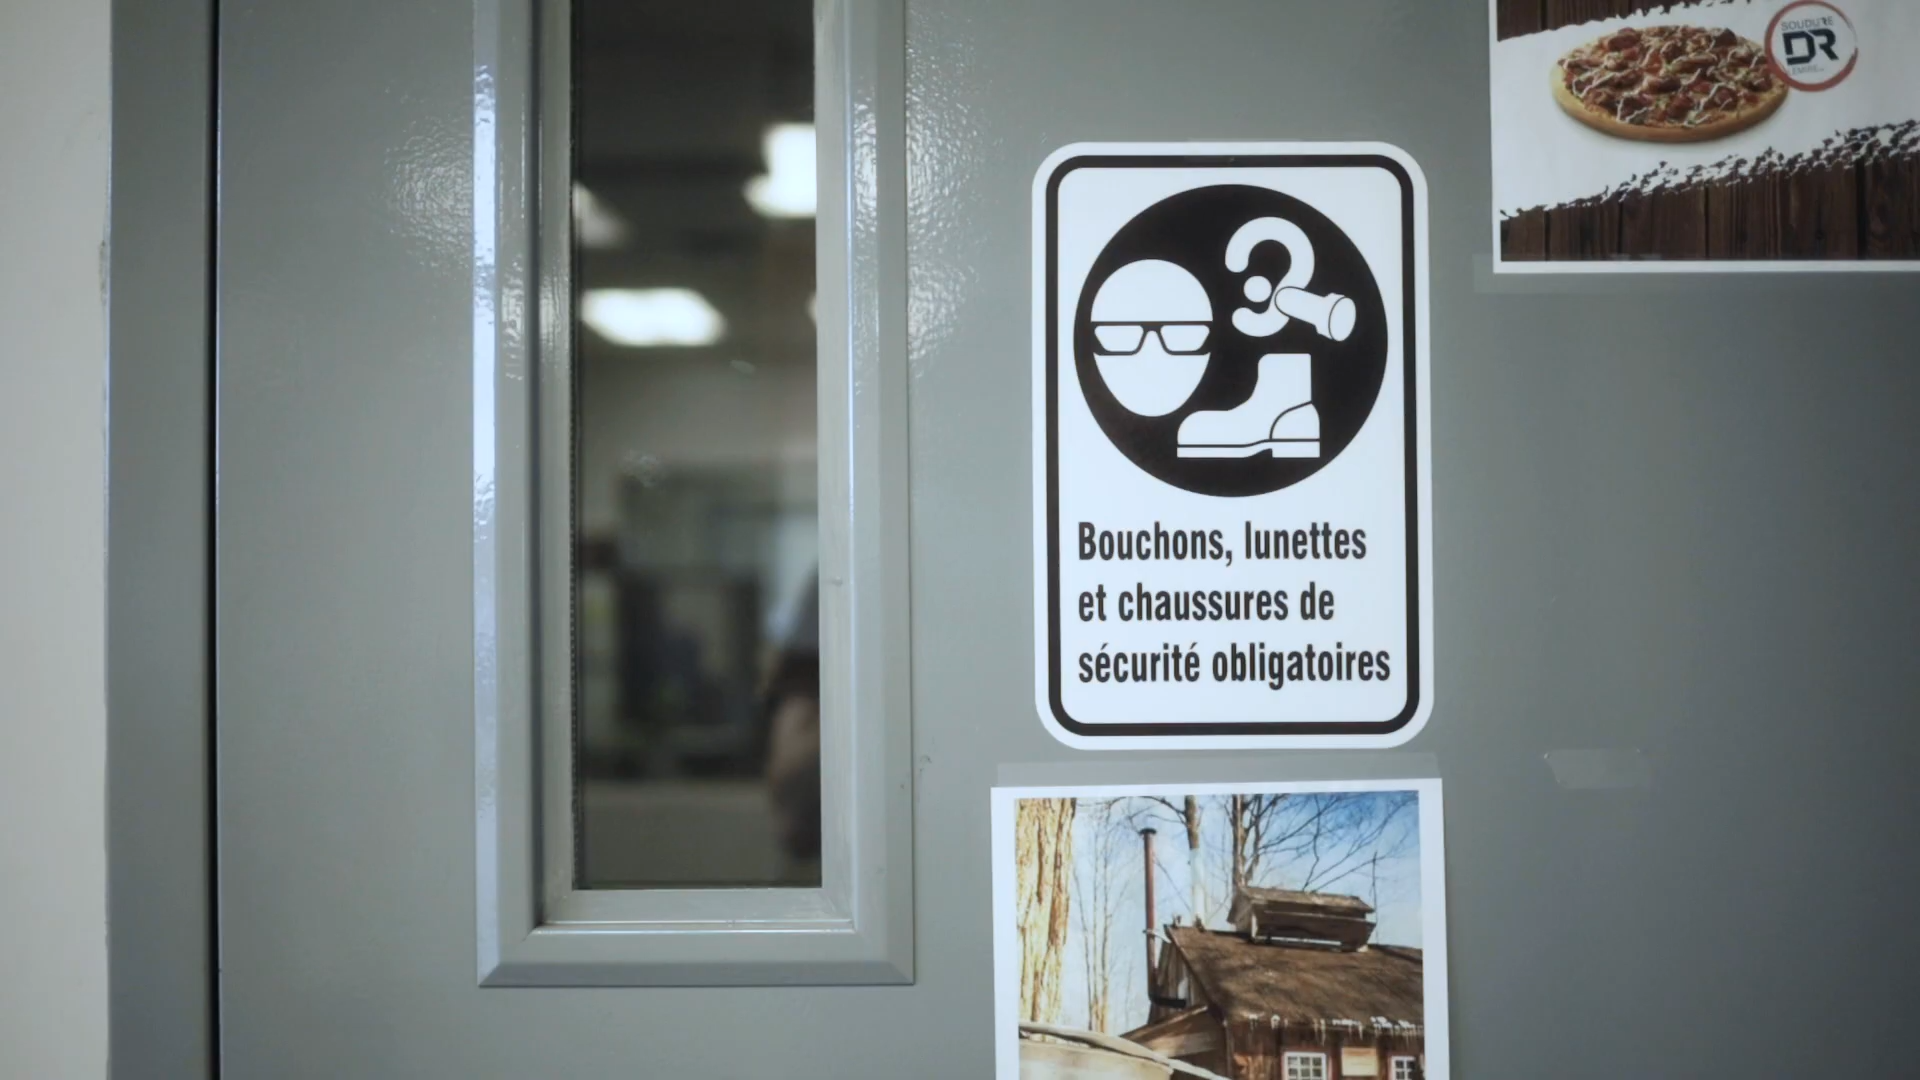 SOUDURE
DR
Bouchons, lunettes
et chaussures de
sécurité obligatoires